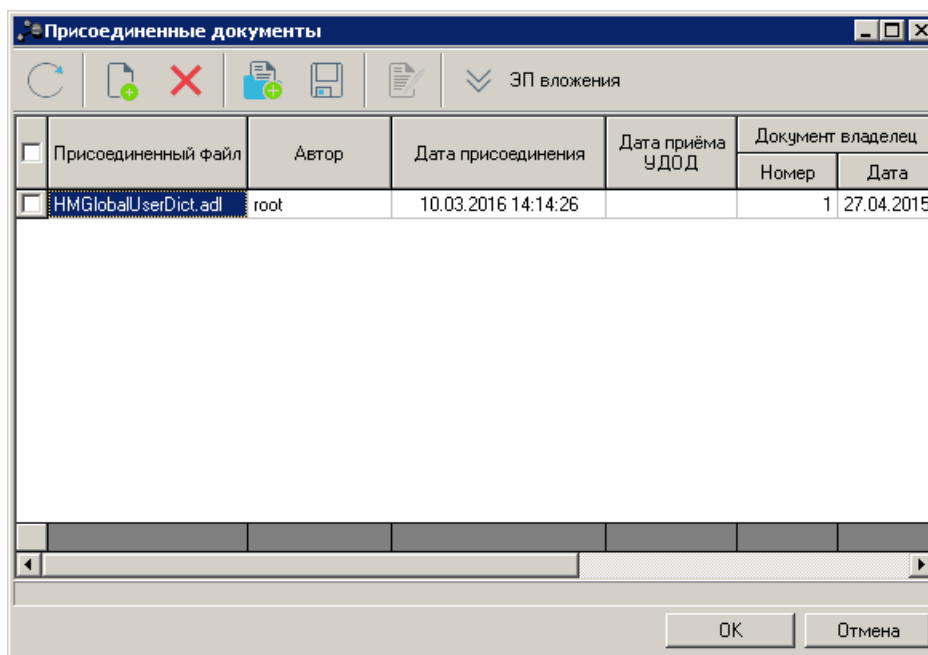 Присоединенные документы
ЭП вложения
Присоединенный файл Автор Дата присоединения Дата приёма УДОД Документ владелец
Номер Дата
HMGlobalUserDict.adl root 10.03.2016 14:14:26 1 27.04.2015
OK Отмена